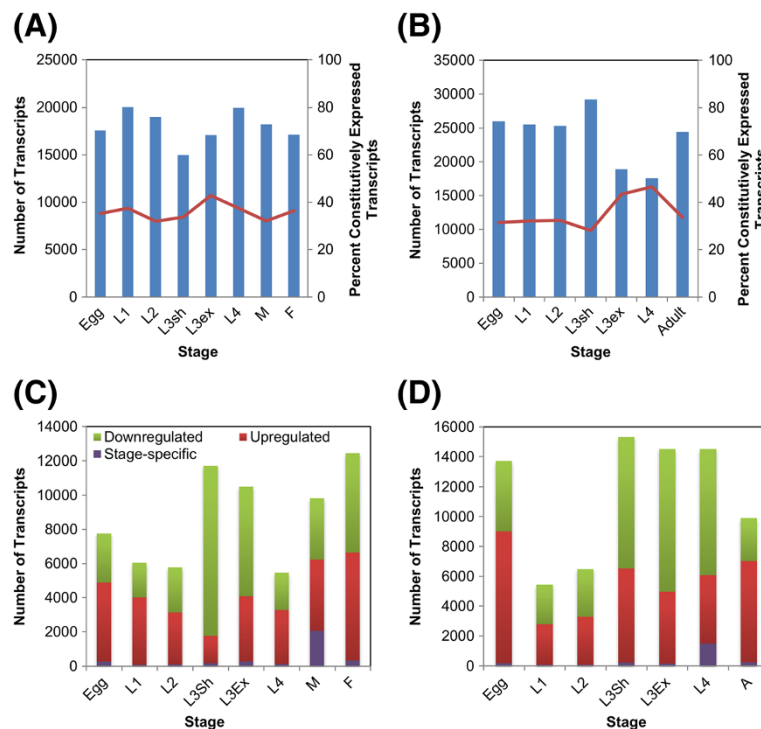 (A)
25000
20000
15000
10000
5000
0
Number of Transcripts
100
80
60
40
20
0
Percent Constitutively Expressed
Transcripts
Egg L1 L2 L3sh L3ex L4 M F
Stage
(B)
35000
30000
25000
20000
15000
10000
5000
0
Number of Transcripts
100
80
60
40
20
0
Percent Constitutively Expressed
Transcripts
Egg L1 L2 L3sh L3ex L4 Adult
Stage
(C)
14000
12000
10000
8000
6000
4000
2000
0
Number of Transcripts
Downregulated Upregulated
Stage-specific
Egg L1 L2 L3Sh L3Ex L4 M F
Stage
(D)
16000
14000
12000
10000
8000
6000
4000
2000
0
Number of Transcripts
Egg L1 L2 L3Sh L3Ex L4 A
Stage